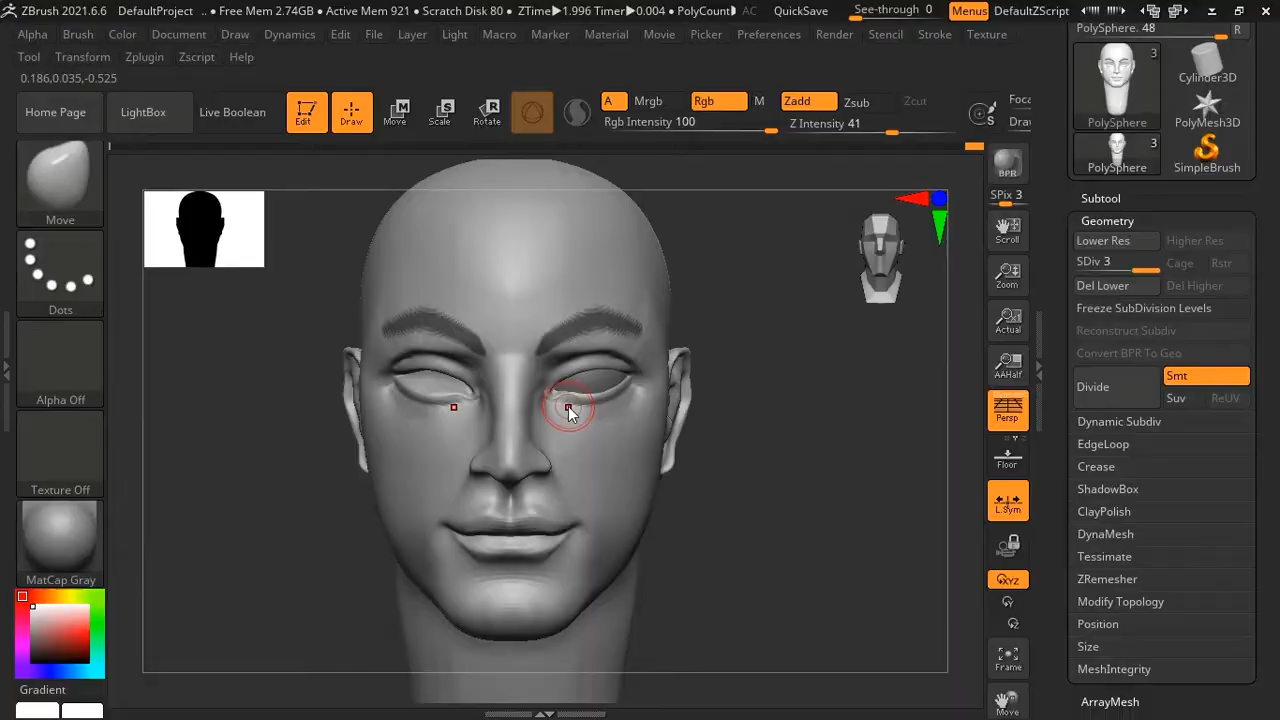 ZBrush 2021.6.6 DefaultProject .. • Free Mem 2.74GB • Active Mem 921 • Scratch Disk 80 • ZTime▶1.996 Timer▶0.004 • PolyCount▶ AC QuickSave See-through 0 Menus DefaultZScript
Alpha Brush Color Document Draw Dynamics Edit File Layer Light Macro Marker Material Movie Picker Preferences Render Stencil Stroke Texture
Tool Transform Zplugin Zscript Help
0.186,0.035,-0.525
Home Page LightBox Live Boolean Edit Draw Move Scale Rotate
A Mrgb Rgb M Zadd Zsub Zcut Foca
Rgb Intensity 100 Z Intensity 41 Draw
Move
Dots
Alpha Off
Texture Off
MatCap Gray
Gradient
BPR
SPix 3
Scroll
Zoom
Actual
AAHalf
Persp
Floor
L.Sym
XYZ
Y
Z
Frame
Move
PolySphere. 48 R
3 Cylinder3D
PolySphere PolyMesh3D
3
PolySphere SimpleBrush
Subtool
Geometry
Lower Res Higher Res
SDiv 3 Cage Rstr
Del Lower Del Higher
Freeze SubDivision Levels
Reconstruct Subdiv
Convert BPR To Geo
Divide Smt
Suv ReUV
Dynamic Subdiv
EdgeLoop
Crease
ShadowBox
ClayPolish
DynaMesh
Tessimate
ZRemesher
Modify Topology
Position
Size
MeshIntegrity
ArrayMesh